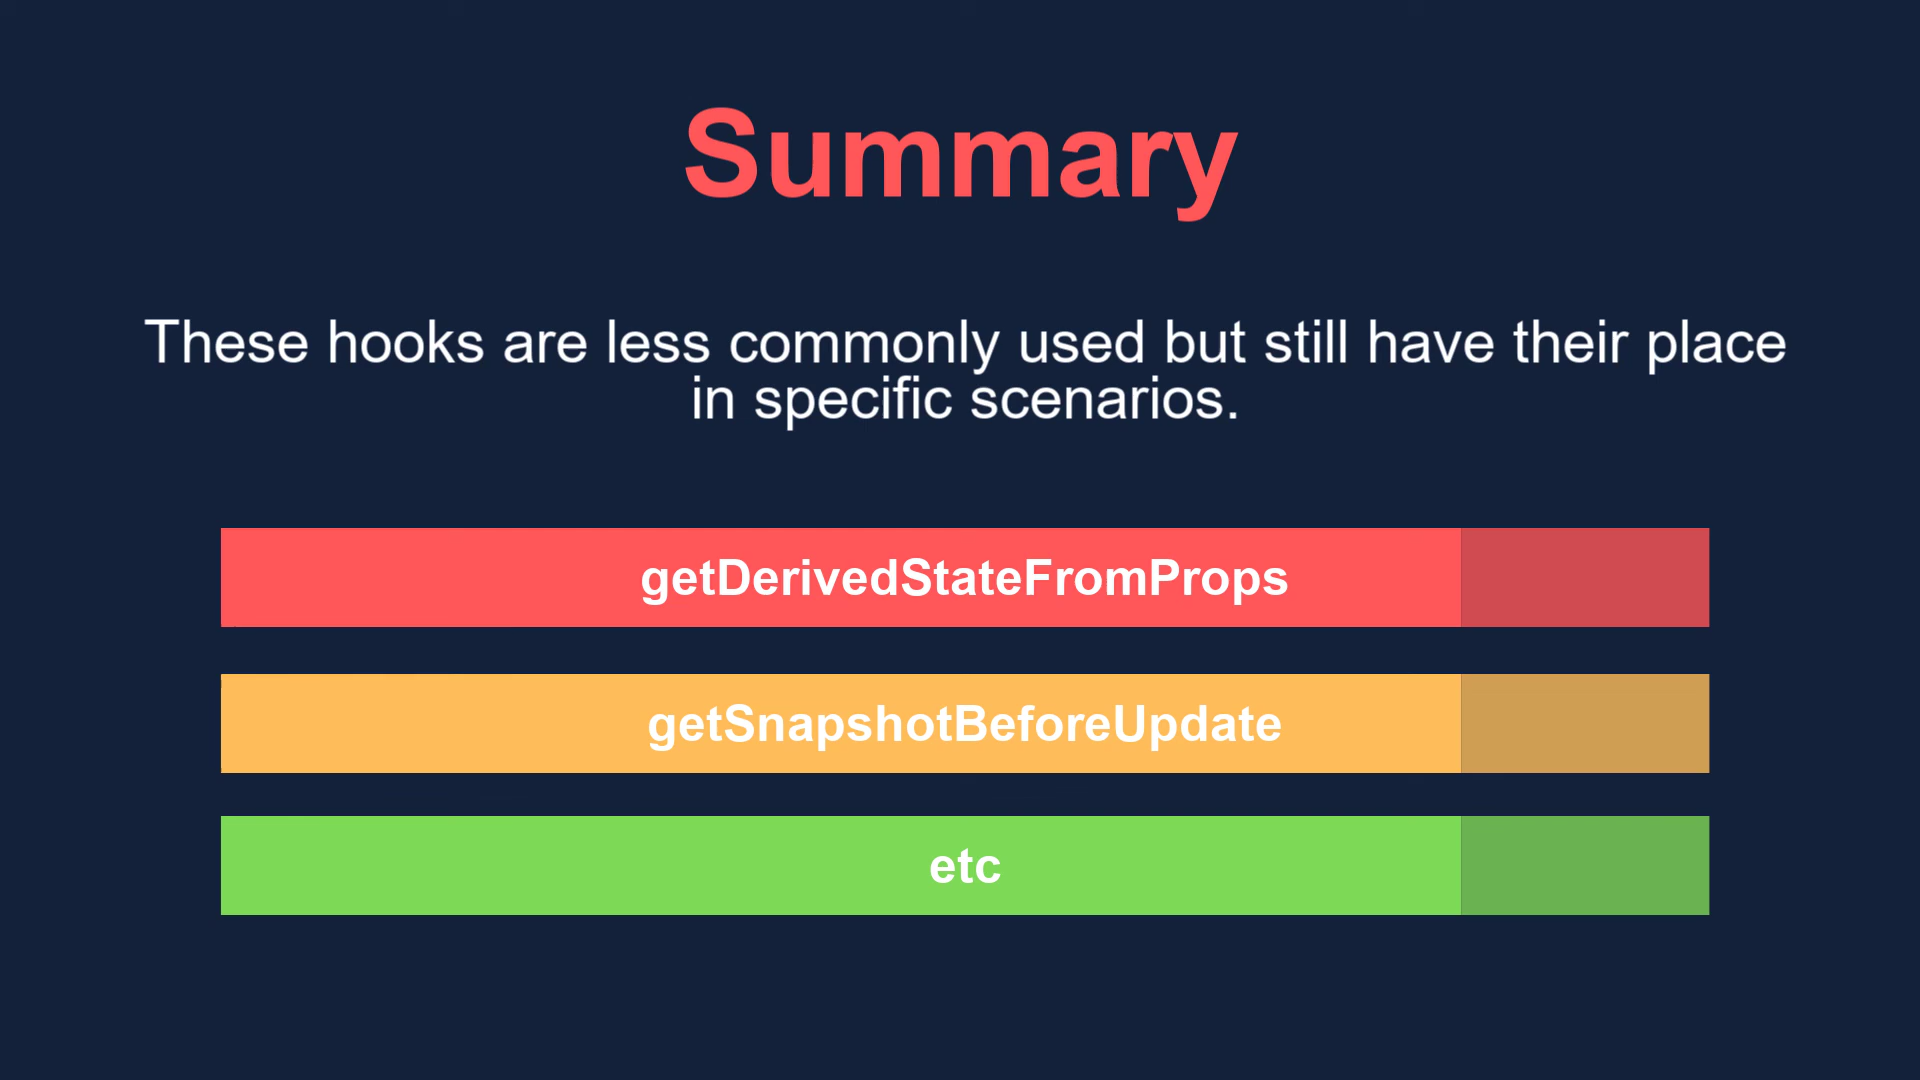 Summary
These hooks are less commonly used but still have their place
in specific scenarios.
getDerivedStateFromProps
getSnapshotBeforeUpdate
etc